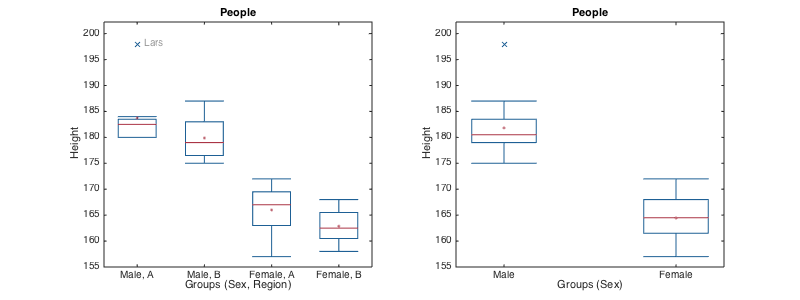 People
200
195
190
185
180
175
170
165
160
155
Height
Lars
Male, A Male, B Female, A Female, B
Groups (Sex, Region)
People
200
195
190
185
180
175
170
165
160
155
Height
Male Female
Groups (Sex)